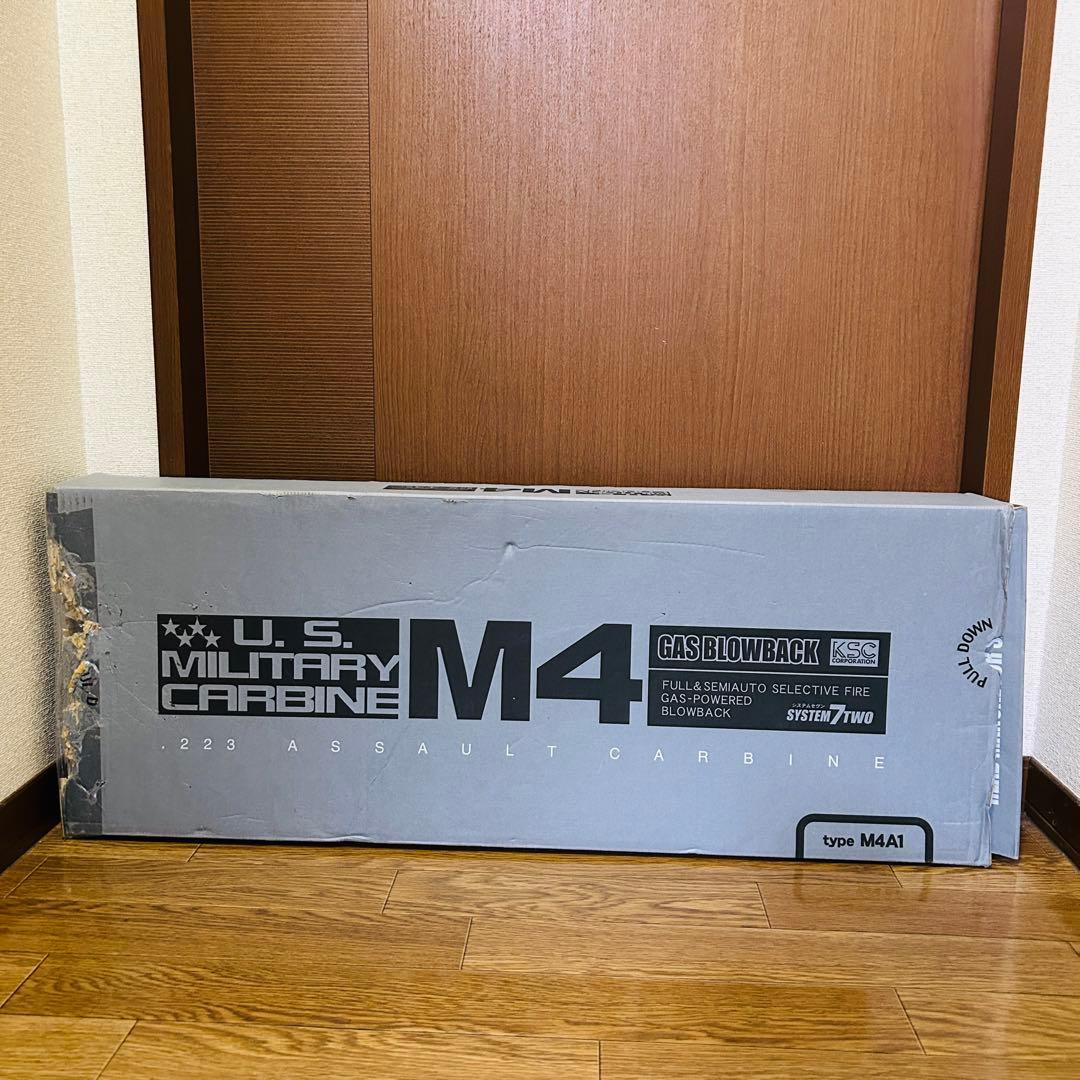 U. S.
MILITARY
CARBINE
M4
GAS BLOWBACK
KSC
CORPORATION
FULL&SEMIAUTO SELECTIVE FIRE
GAS-POWERED
BLOWBACK
システムセブン
SYSTEM7TWO
.223 ASSAULT CARBINE
type M4A1
PULL DOWN